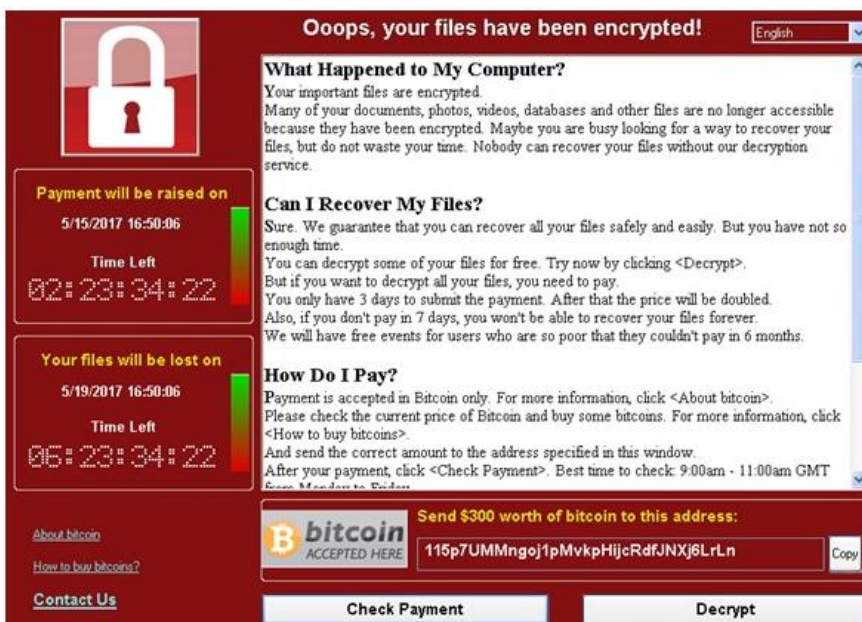 Ooops, your files have been encrypted!
English
What Happened to My Computer?
Your important files are encrypted.
Many of your documents, photos, videos, databases and other files are no longer accessible
because they have been encrypted. Maybe you are busy looking for a way to recover your
files, but do not waste your time. Nobody can recover your files without our decryption
service.
Can I Recover My Files?
Sure. We guarantee that you can recover all your files safely and easily. But you have not so
enough time.
You can decrypt some of your files for free. Try now by clicking <Decrypt>.
But if you want to decrypt all your files, you need to pay.
You only have 3 days to submit the payment. After that the price will be doubled.
Also, if you don't pay in 7 days, you won't be able to recover your files forever.
We will have free events for users who are so poor that they couldn't pay in 6 months.
How Do I Pay?
Payment is accepted in Bitcoin only. For more information, click <About bitcoin>.
Please check the current price of Bitcoin and buy some bitcoins. For more information, click
<How to buy bitcoins>.
And send the correct amount to the address specified in this window.
After your payment, click <Check Payment>. Best time to check: 9:00am - 11:00am GMT
from Monday to Friday
Payment will be raised on
5/15/2017 16:50:06
Time Left
02:23:34:22
Your files will be lost on
5/19/2017 16:50:06
Time Left
06:23:34:22
About bitcoin
How to buy bitcoins?
Contact Us
bitcoin
ACCEPTED HERE
Send $300 worth of bitcoin to this address:
115p7UMMngoj1pMvkpHijcRdfJNXj6LrLn
Copy
Check Payment
Decrypt